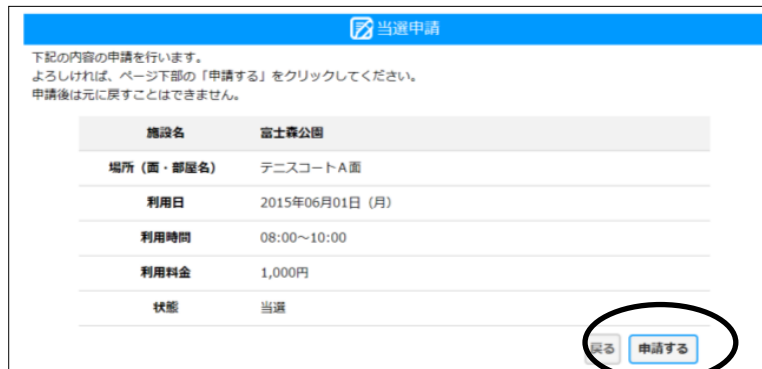 当選申請
下記の内容の申請を行います。
よろしければ、ページ下部の「申請する」をクリックしてください。
申請後は元に戻すことはできません。
施設名 富士森公園
場所（面・部屋名） テニスコートＡ面
利用日 2015年06月01日（月）
利用時間 08:00～10:00
利用料金 1,000円
状態 当選
戻る 申請する